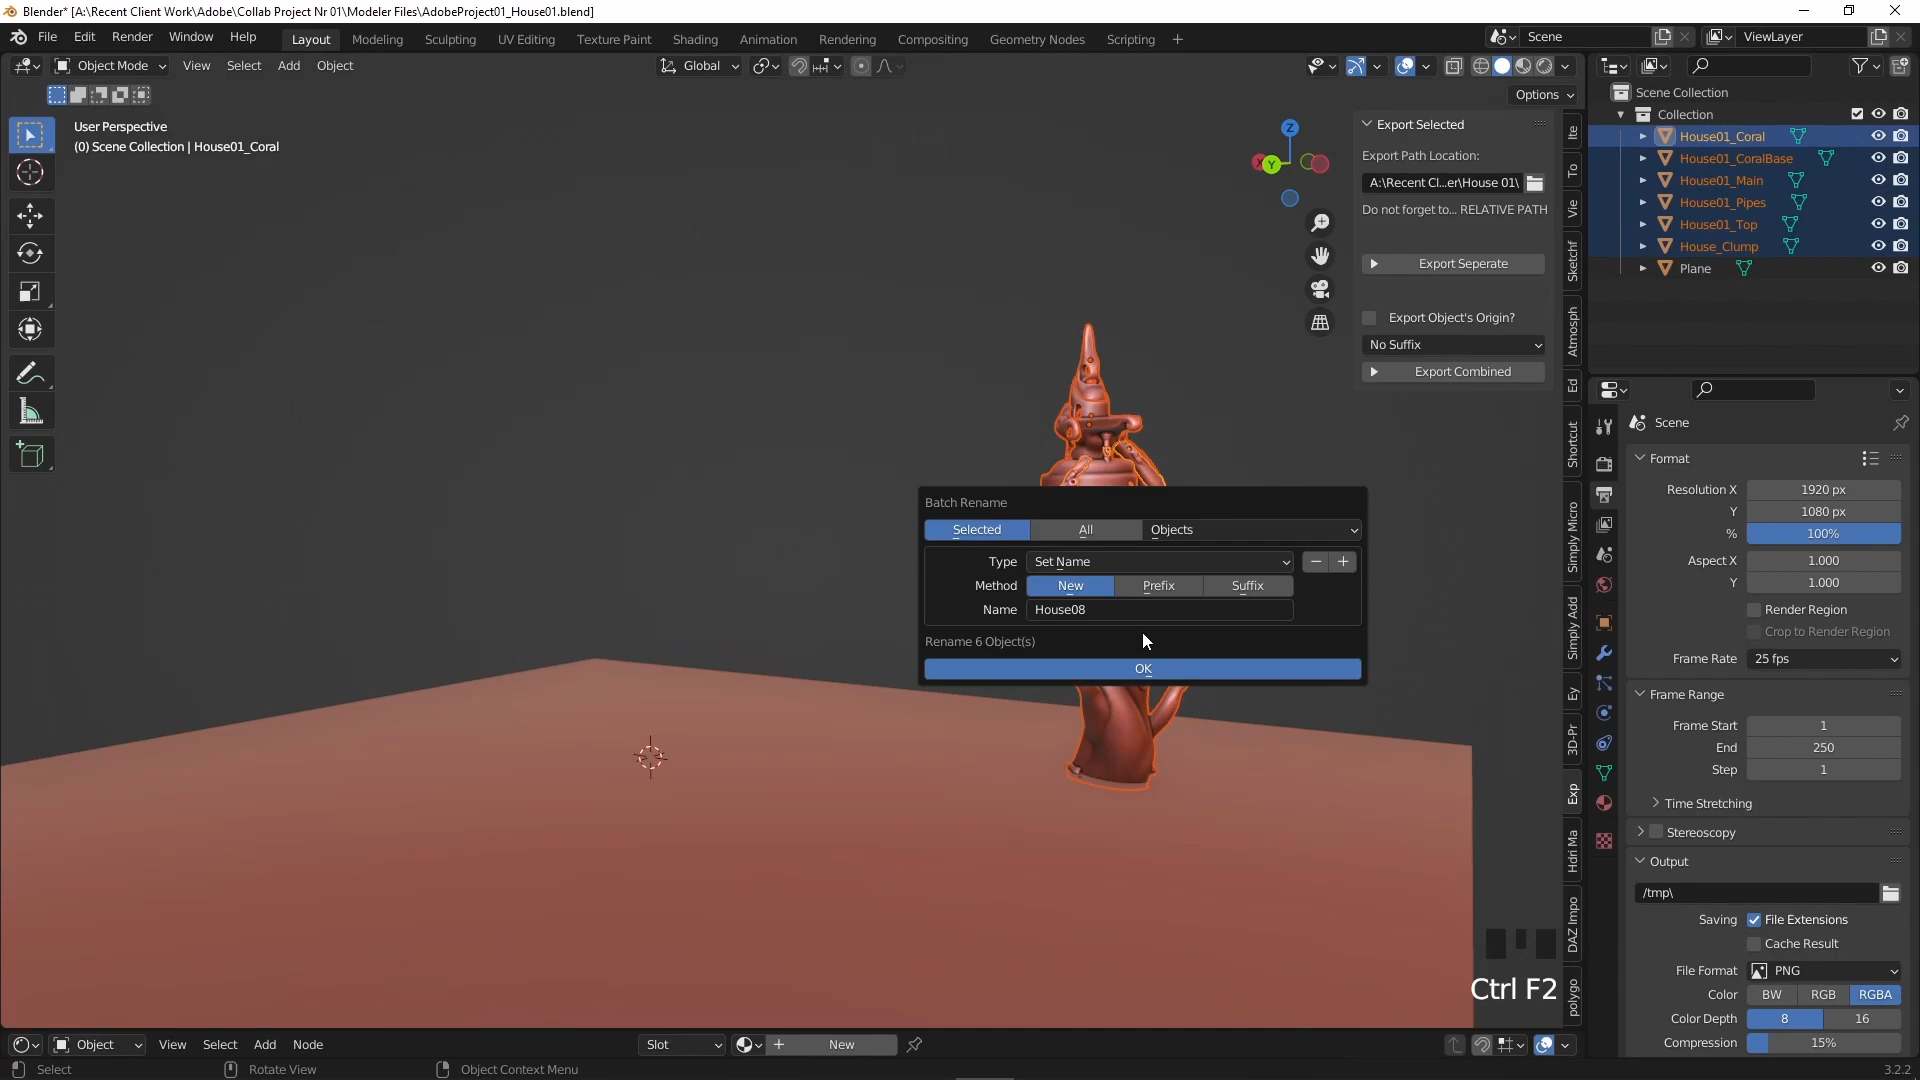 Blender* [A:\Recent Client Work\Adobe\Collab Project Nr 01\Modeler Files\AdobeProject01_House01.blend]
File Edit Render Window Help Layout Modeling Sculpting UV Editing Texture Paint Shading Animation Rendering Compositing Geometry Nodes Scripting + Scene ViewLayer
Object Mode View Select Add Object Global
Options
User Perspective
(0) Scene Collection | House01_Coral
Z
X
Y
Export Selected
Export Path Location:
A:\Recent Cl...er\House 01\
Do not forget to... RELATIVE PATH
Export Seperate
Export Object's Origin?
No Suffix
Export Combined
Ite
To
Vie
Sketchf
Atmosph
Ed
Shortcut
Simply Micro
Simply Add
Ey
3D-Pr
Exp
Hdri Ma
DAZ Impo
polygo
Scene Collection
Collection
House01_Coral
House01_CoralBase
House01_Main
House01_Pipes
House01_Top
House_Clump
Plane
Batch Rename
Selected All Objects
Type Set Name
Method New Prefix Suffix
Name House08
Rename 6 Object(s)
OK
Scene
Format
Resolution X 1920 px
Y 1080 px
% 100%
Aspect X 1.000
Y 1.000
Render Region
Crop to Render Region
Frame Rate 25 fps
Frame Range
Frame Start 1
End 250
Step 1
Time Stretching
Stereoscopy
Output
/tmp\
Saving File Extensions
Cache Result
File Format PNG
Color BW RGB RGBA
Color Depth 8 16
Compression 15%
Ctrl F2
Object View Select Add Node Slot New
Select Rotate View Object Context Menu 3.2.2